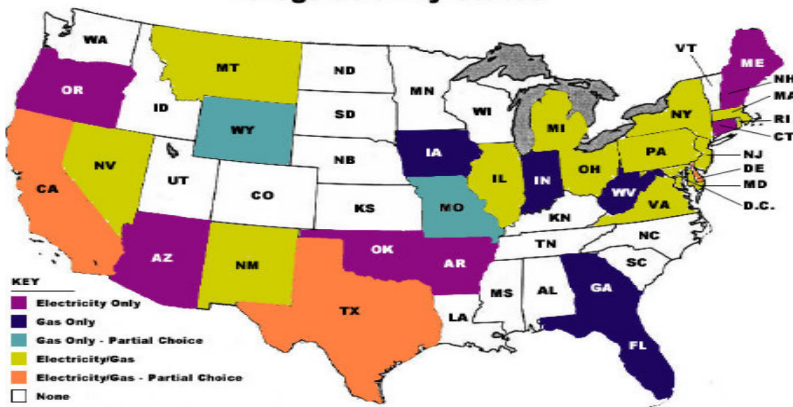 WA
MT
ND
MN
VT
ME
NH
MA
RI
CT
OR
ID
SD
WI
MI
NY
WY
NB
IA
IL
IN
OH
PA
NJ
DE
MD
D.C.
NV
UT
CO
KS
MO
KN
WV
VA
CA
AZ
NM
OK
AR
TN
NC
SC
TX
LA
MS
AL
GA
FL
KEY
Electricity Only
Gas Only
Gas Only - Partial Choice
Electricity/Gas
Electricity/Gas - Partial Choice
None